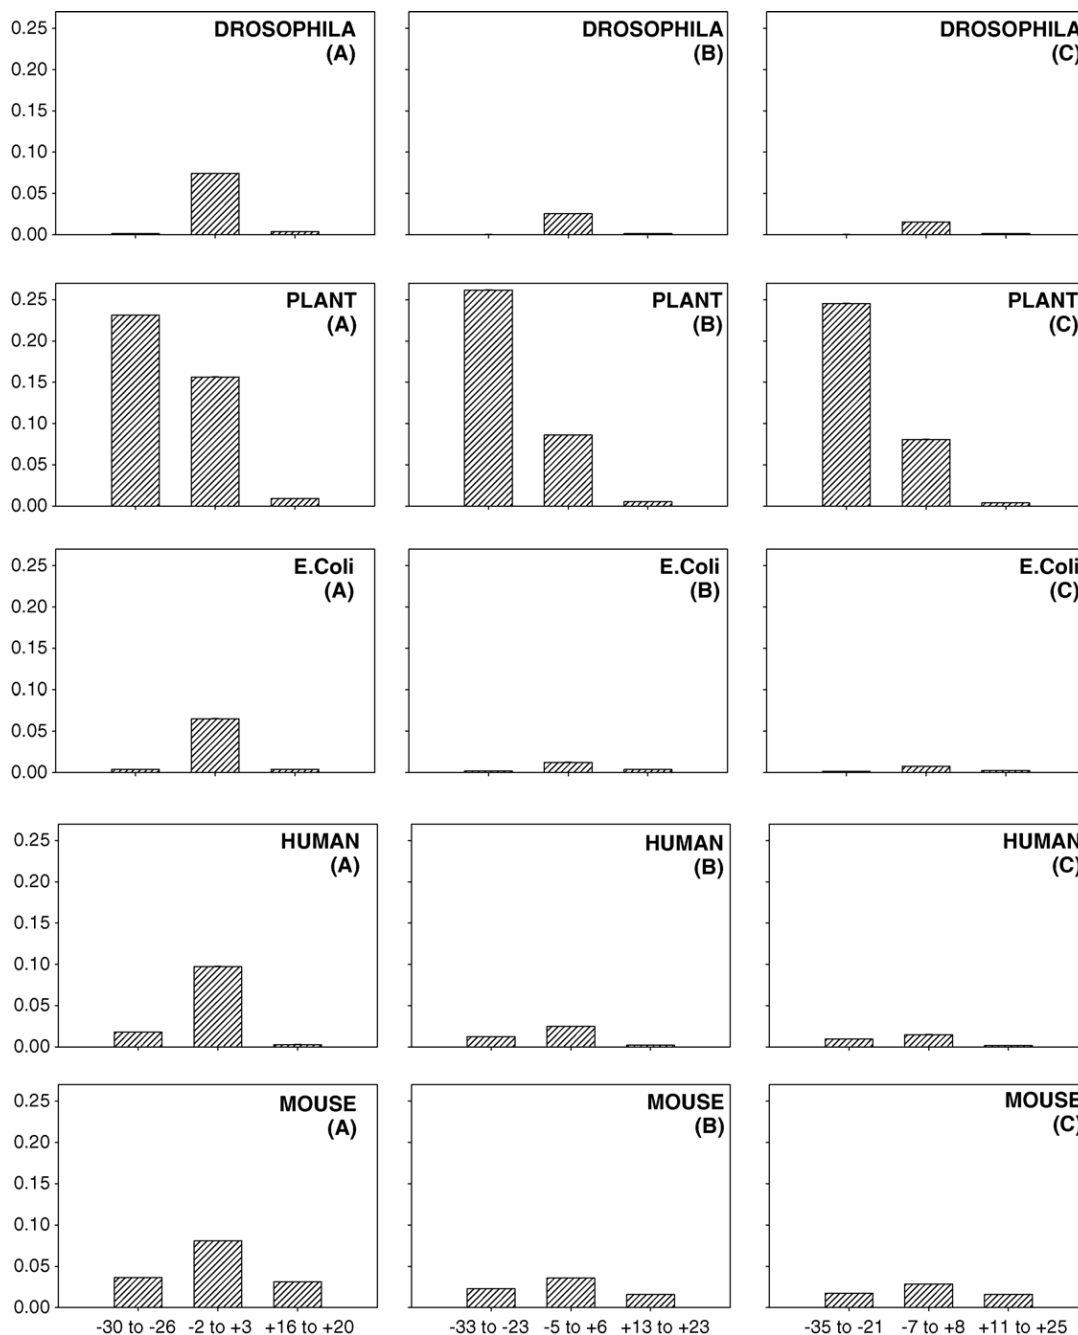 DROSOPHILA
(A)
0.25
0.20
0.15
0.10
0.05
0.00
DROSOPHILA
(B)
DROSOPHILA
(C)
PLANT
(A)
0.25
0.20
0.15
0.10
0.05
0.00
PLANT
(B)
PLANT
(C)
E.Coli
(A)
0.25
0.20
0.15
0.10
0.05
0.00
E.Coli
(B)
E.Coli
(C)
HUMAN
(A)
0.25
0.20
0.15
0.10
0.05
0.00
HUMAN
(B)
HUMAN
(C)
MOUSE
(A)
0.25
0.20
0.15
0.10
0.05
0.00
-30 to -26 -2 to +3 +16 to +20
MOUSE
(B)
-33 to -23 -5 to +6 +13 to +23
MOUSE
(C)
-35 to -21 -7 to +8 +11 to +25